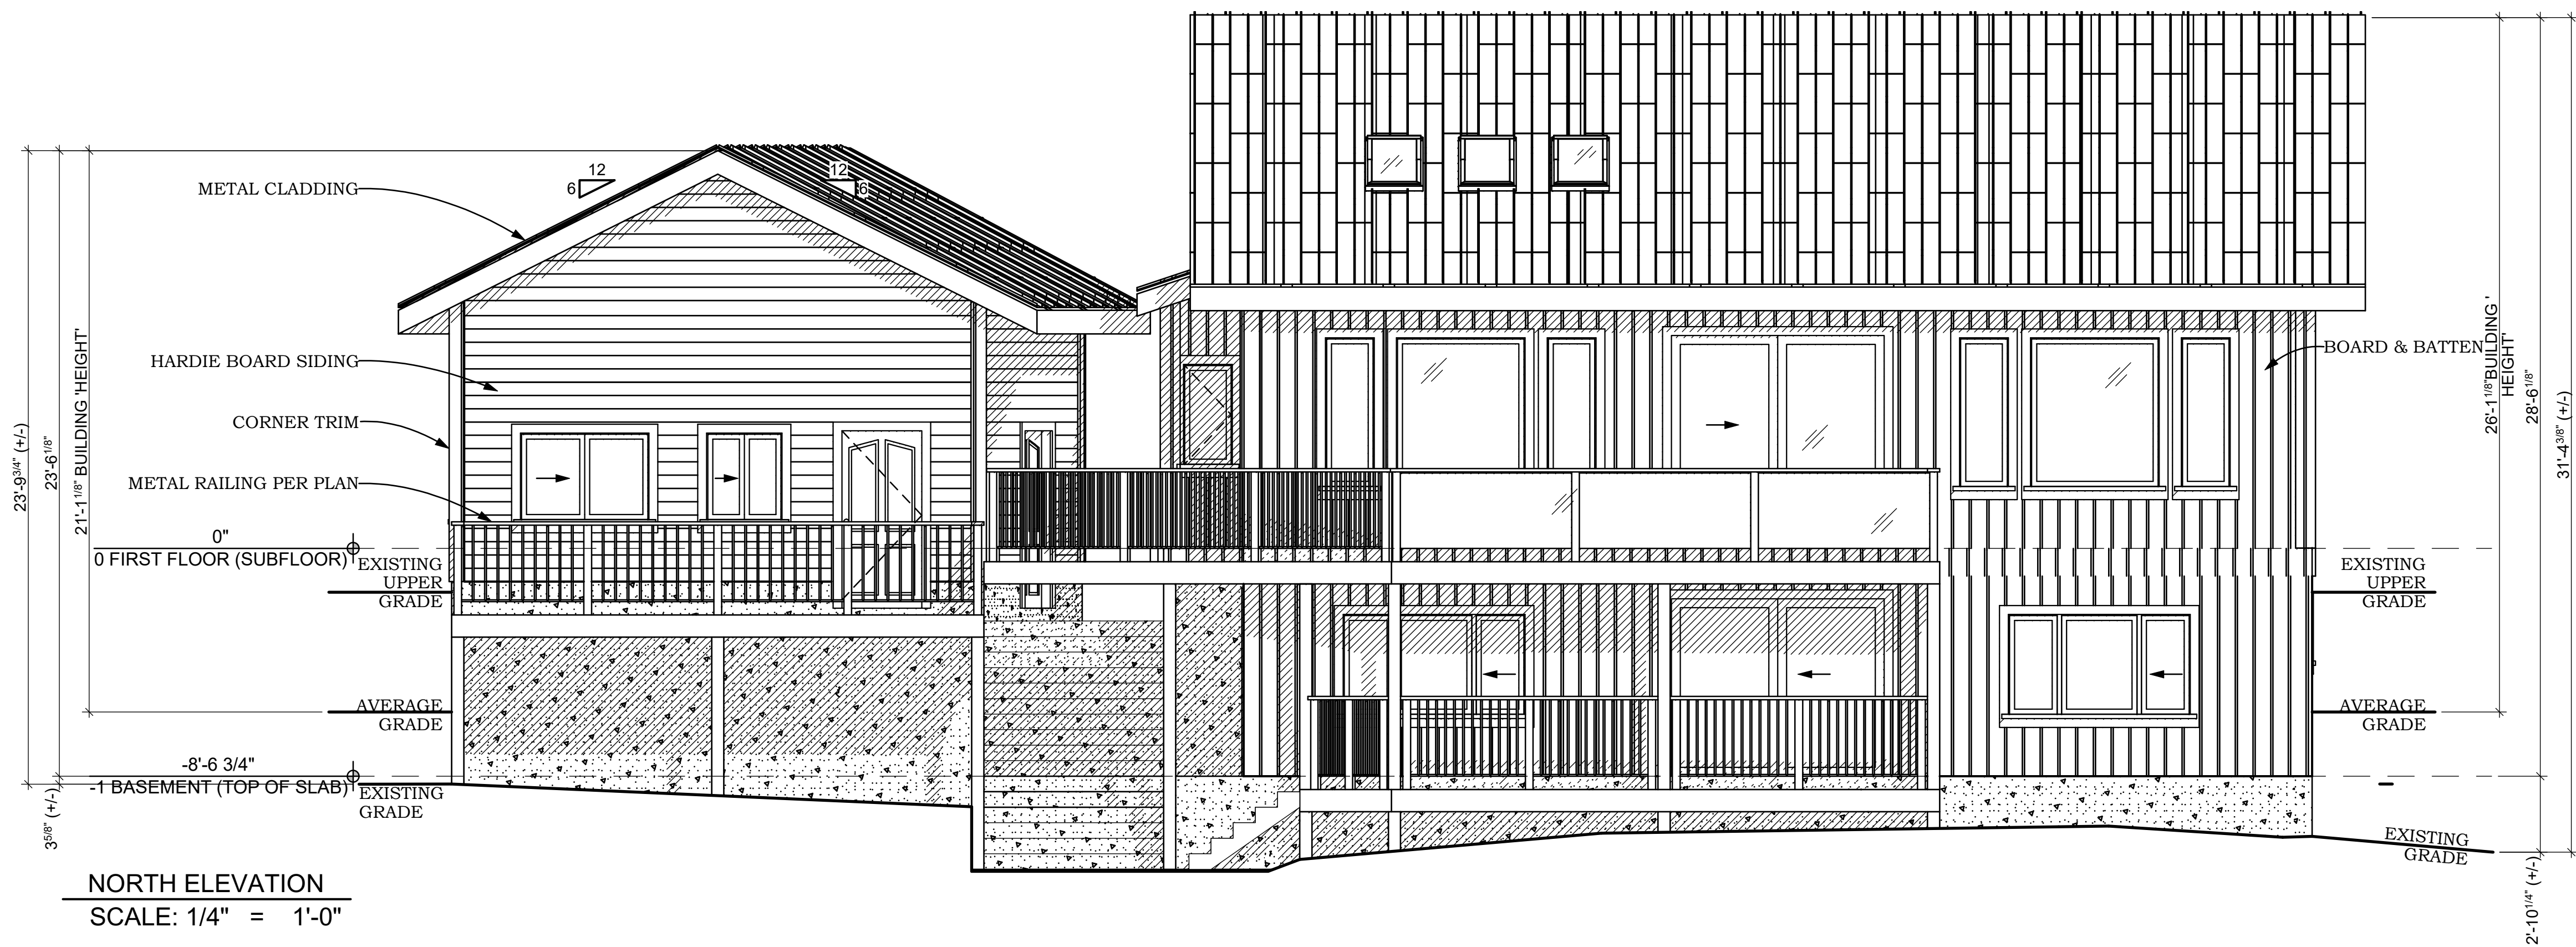 METAL CLADDING
12
6
12
6
HARDIE BOARD SIDING
CORNER TRIM
METAL RAILING PER PLAN
BOARD & BATTEN
23'-9 3/4" (+/-)
23'-6 1/8"
21'-1 1/8" BUILDING 'HEIGHT'
26'-1 1/8" BUILDING '
HEIGHT'
28'-6 1/8"
31'-4 3/8" (+/-)
0"
0 FIRST FLOOR (SUBFLOOR)
EXISTING
UPPER
GRADE
EXISTING
UPPER
GRADE
AVERAGE
GRADE
AVERAGE
GRADE
-8'-6 3/4"
-1 BASEMENT (TOP OF SLAB)
EXISTING
GRADE
EXISTING
GRADE
3 5/8" (+/-)
2'-10 1/4" (+/-)
NORTH ELEVATION
SCALE: 1/4" = 1'-0"